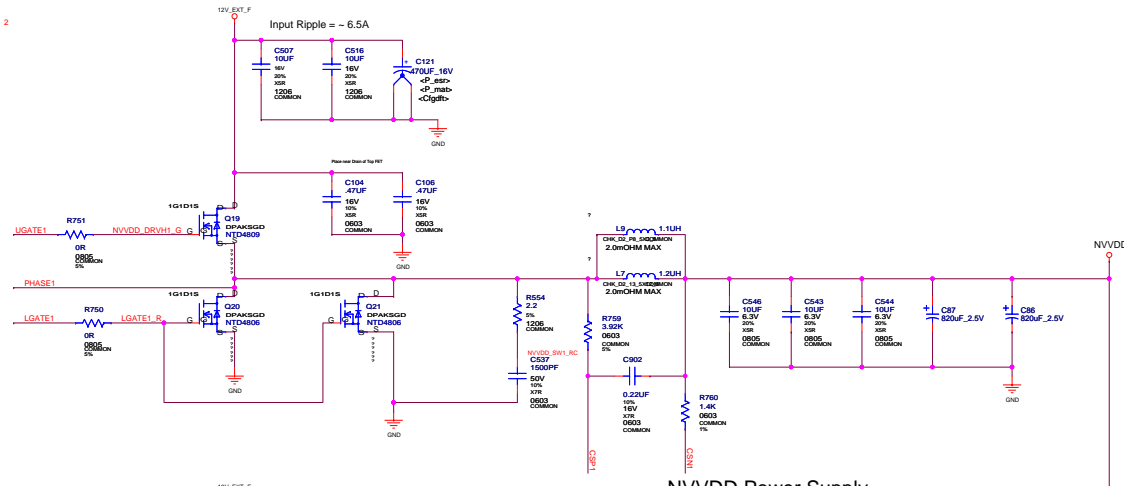 12V_EXT_F
2
Input Ripple = ~ 6.5A
C507
10UF
16V
20%
X5R
1206
COMMON
C516
10UF
16V
20%
X5R
1206
COMMON
+
C121
470UF_16V
<P_esr>
<P_mat>
<Cfgdft>
GND
Place near Drain of Top FET
C104
.47UF
16V
10%
X5R
0603
COMMON
C106
.47UF
16V
10%
X5R
0603
COMMON
GND
1G1D1S
D
Q19
DPAKSGD
NTD4809
G
S
R751
UGATE1
NVVDD_DRVH1_G
0R
0805
COMMON
5%
?
L9
1.1UH
2.0mOHM MAX
?
L7
1.2UH
2.0mOHM MAX
NVVDD
PHASE1
1G1D1S
D
Q20
DPAKSGD
NTD4806
G
S
R750
LGATE1
LGATE1_R
0R
0805
COMMON
5%
GND
1G1D1S
D
Q21
DPAKSGD
NTD4806
G
S
GND
R554
2.2
5%
1206
COMMON
NVVDD_SW1_RC
C537
1500PF
50V
10%
X7R
0603
COMMON
R759
3.92K
0603
COMMON
5%
C902
0.22UF
10%
16V
X7R
0603
COMMON
R760
1.4K
0603
COMMON
1%
CSP1
CSN1
C546
10UF
6.3V
20%
X5R
0805
COMMON
C543
10UF
6.3V
20%
X5R
0805
COMMON
C544
10UF
6.3V
20%
X5R
0805
COMMON
+
C87
820uF_2.5V
+
C86
820uF_2.5V
GND
12V_EXT_F
NVVDD Power Supply